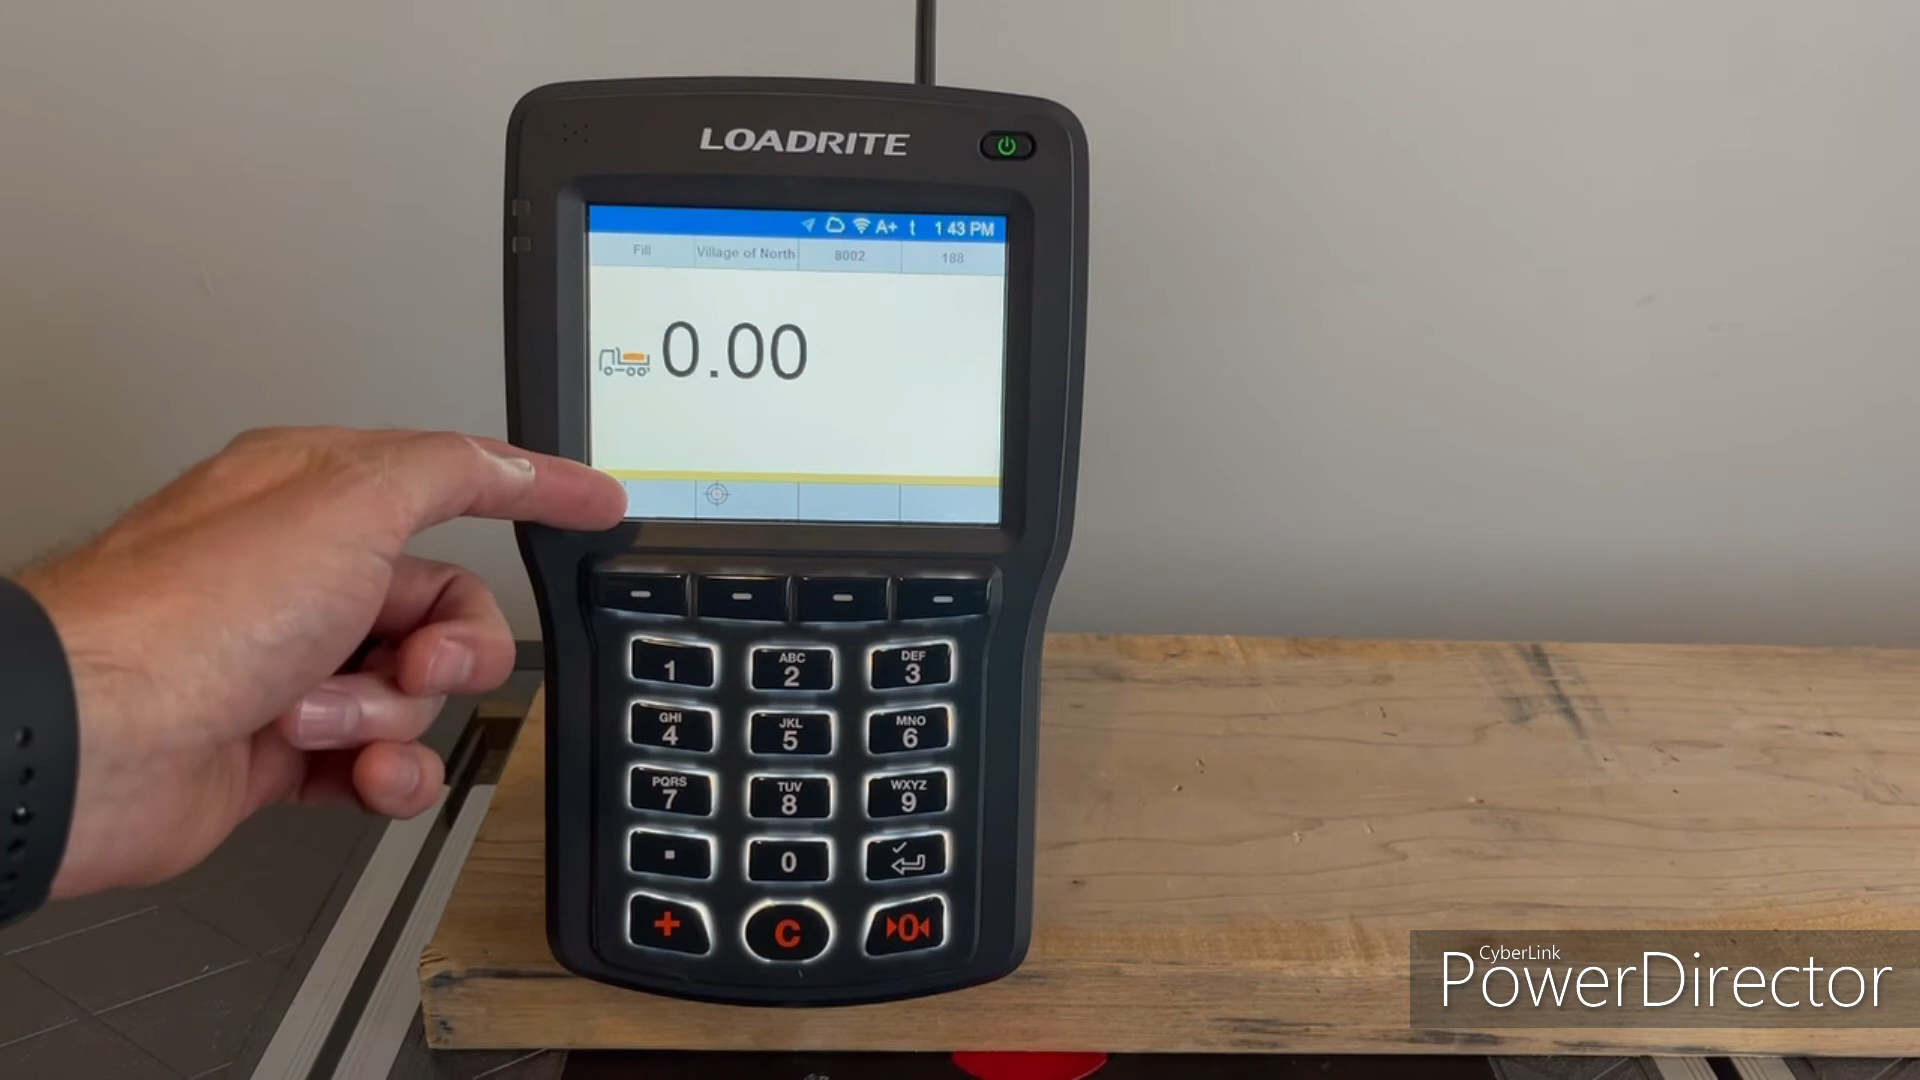 LOADRITE
A+ t 1 43 PM
Fill Village of North 8002 188
0.00
1 ABC 2 DEF 3
GHI 4 JKL 5 MNO 6
PQRS 7 TUV 8 WXYZ 9
. 0
+ C 0
CyberLink
PowerDirector